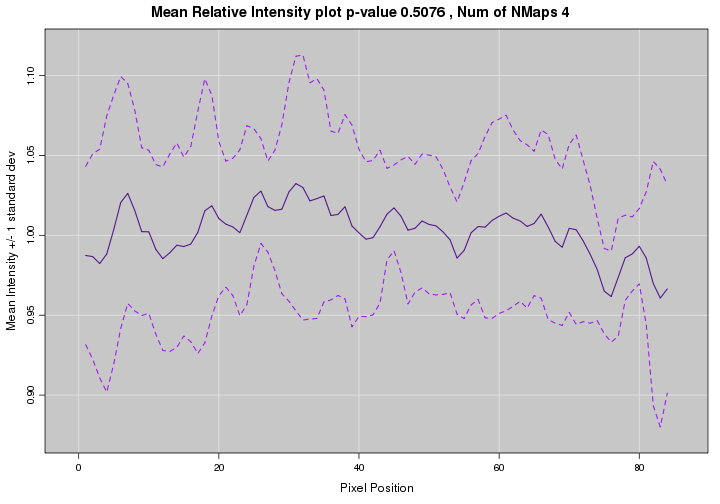 Mean Relative Intensity plot p-value 0.5076 , Num of NMaps 4
Mean Intensity +/- 1 standard dev
1.10
1.05
1.00
0.95
0.90
0 20 40 60 80
Pixel Position